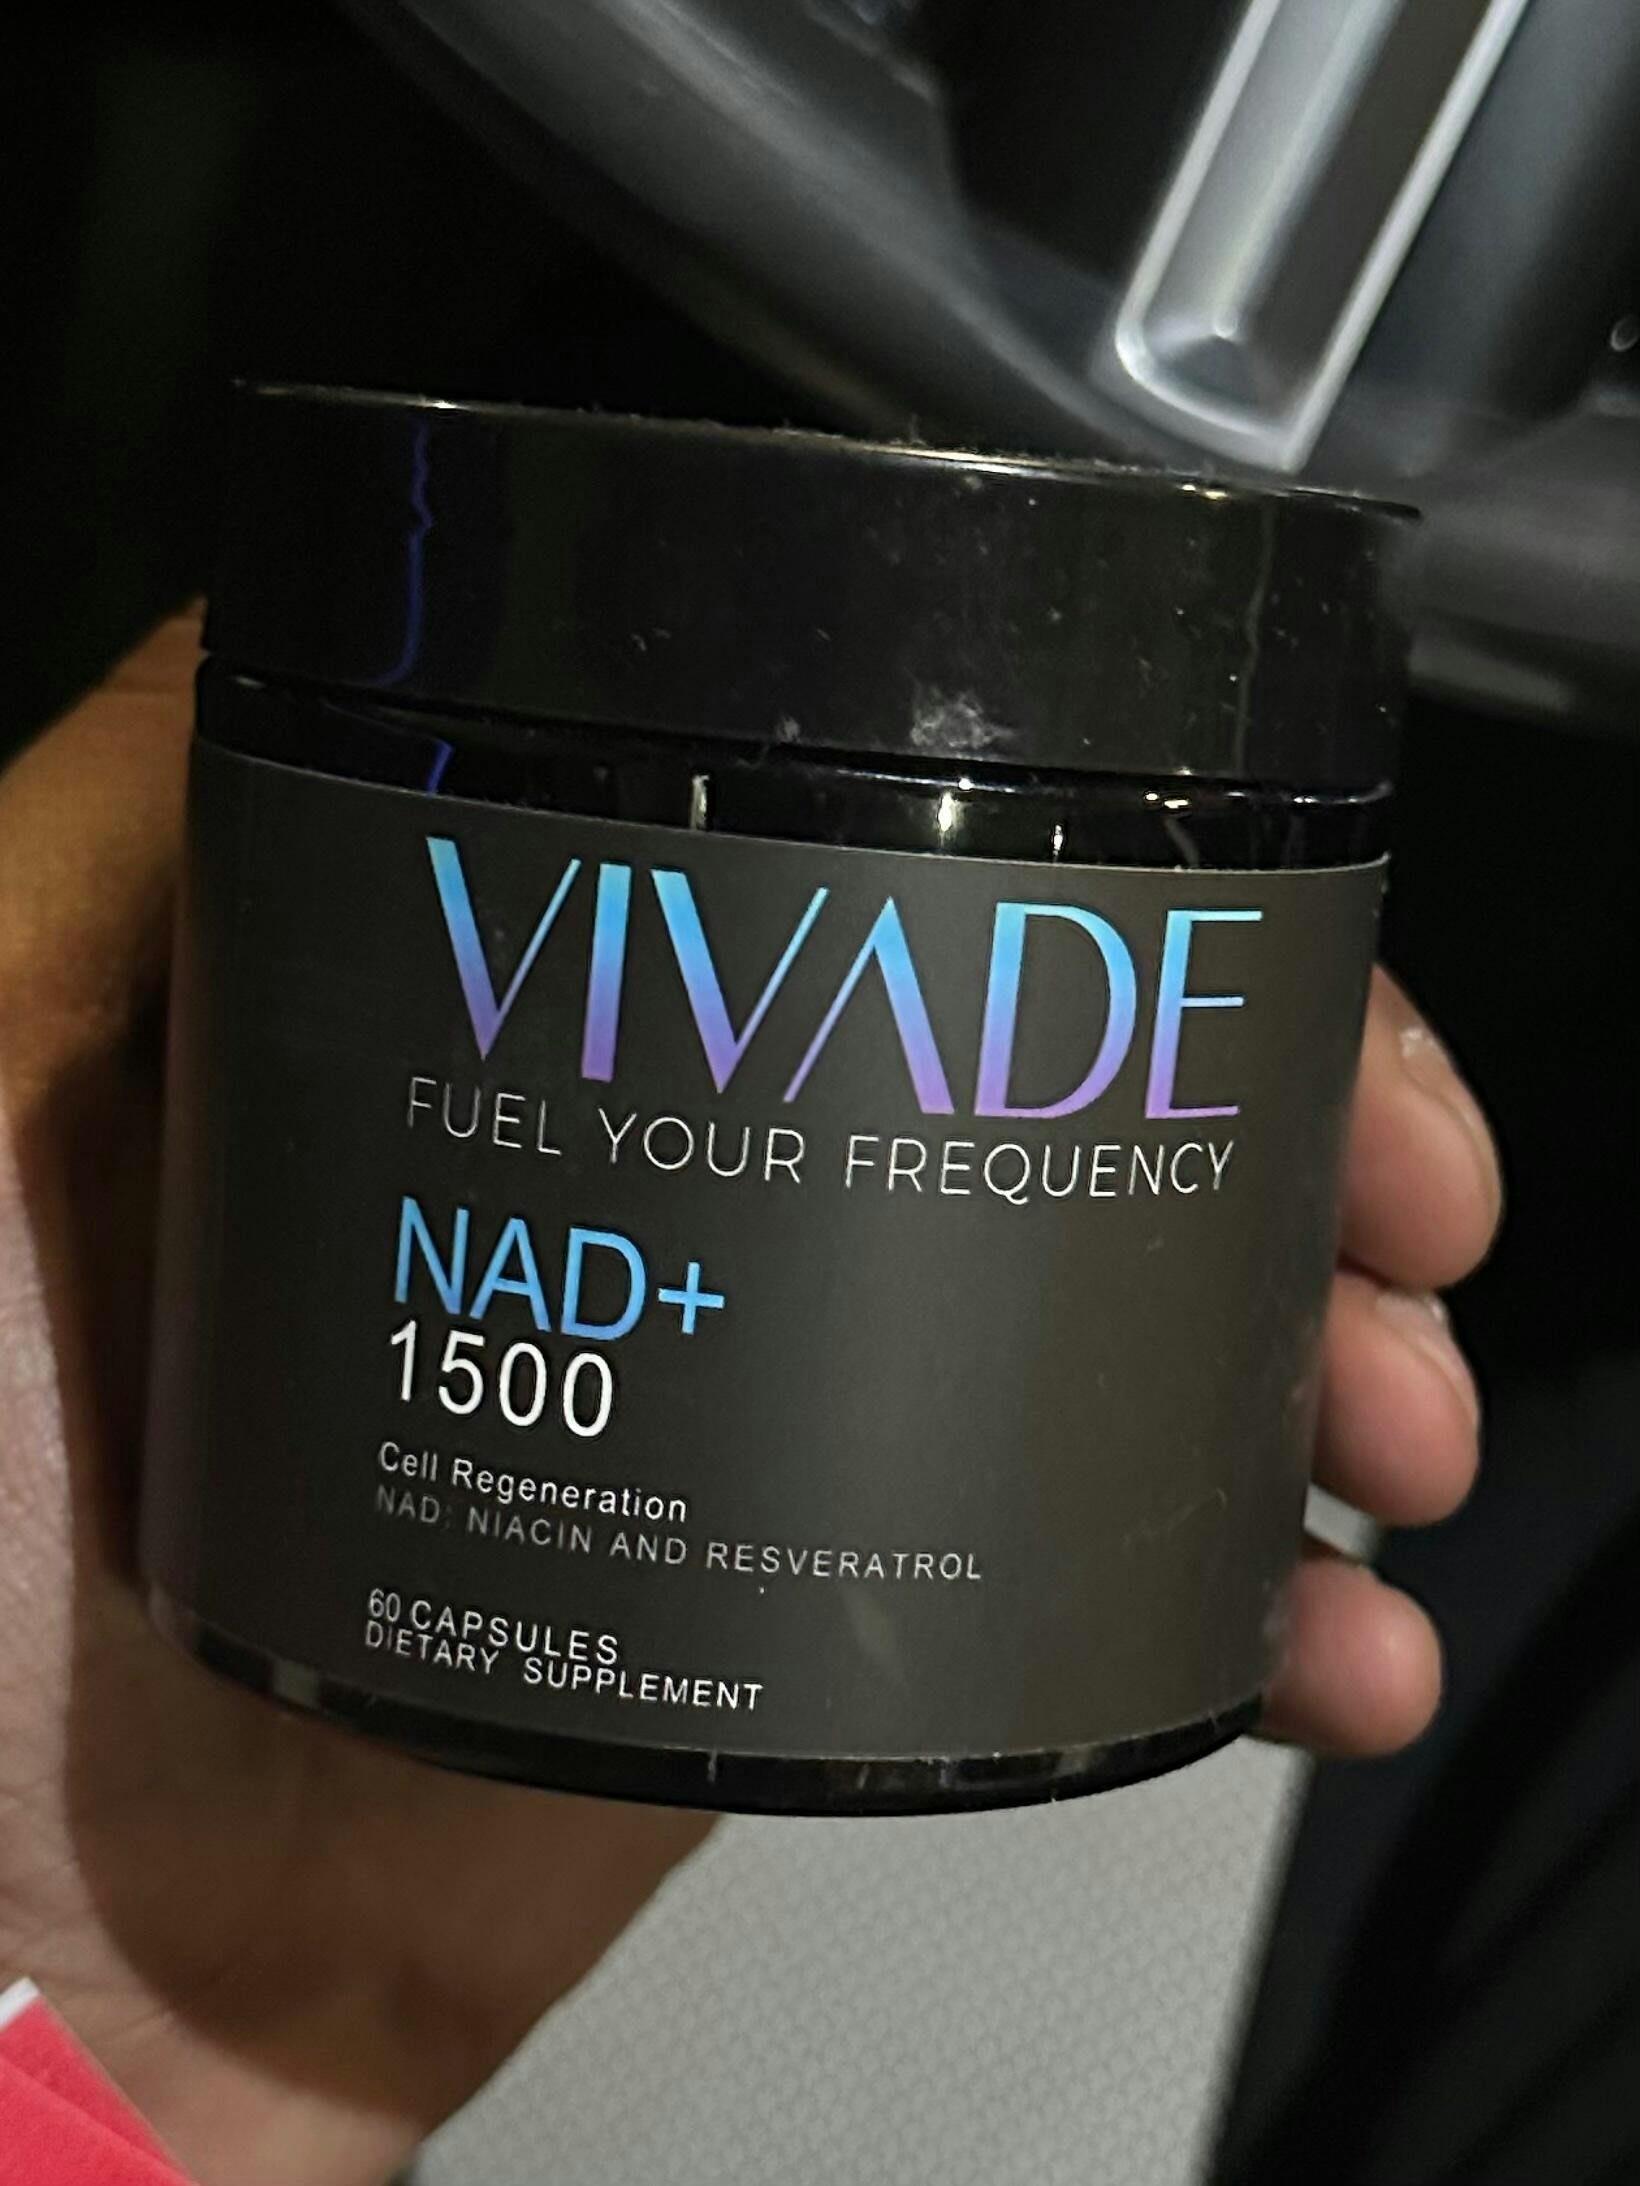 VIVADE
FUEL YOUR FREQUENCY
NAD+
1500
Cell Regeneration
NAD: NIACIN AND RESVERATROL
60 CAPSULES
DIETARY SUPPLEMENT